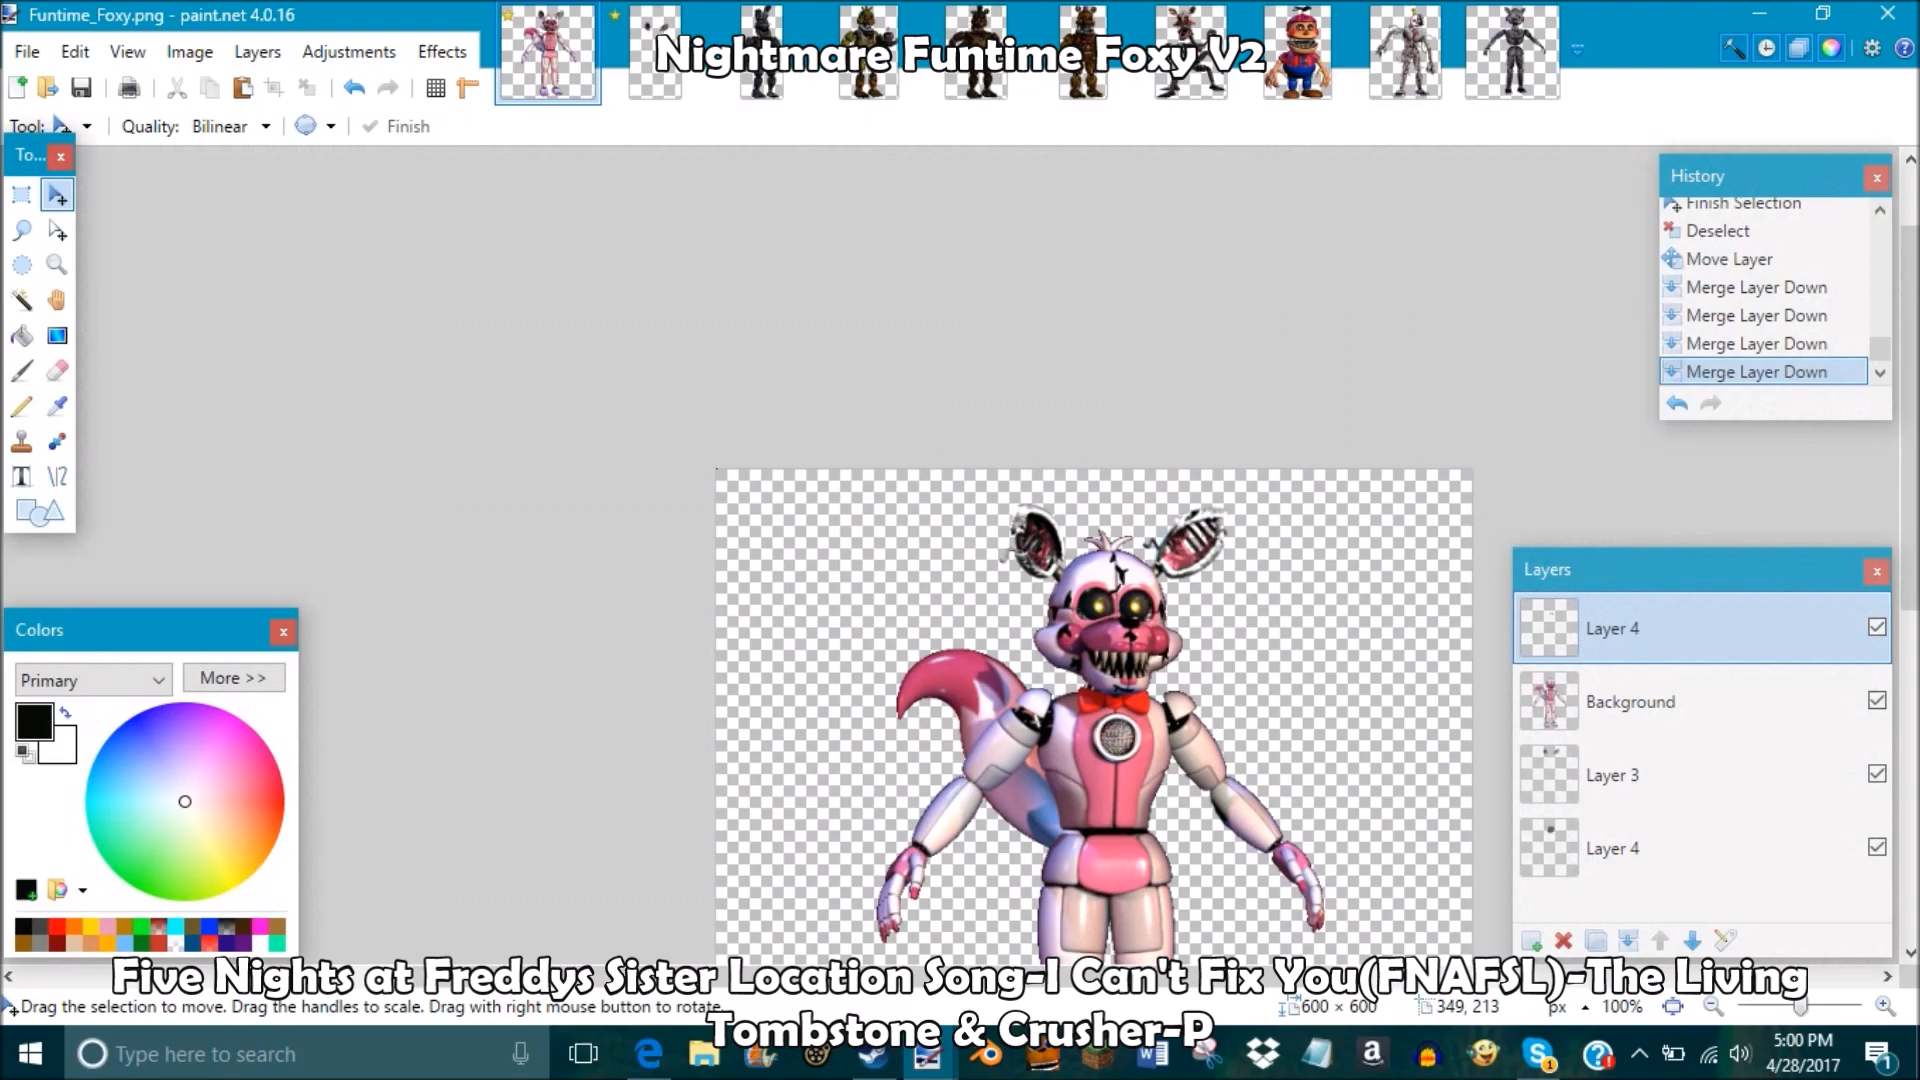 Funtime_Foxy.png - paint.net 4.0.16
File Edit View Image Layers Adjustments Effects
Nightmare Funtime Foxy V2
Tool: Quality: Bilinear Finish
To...
History
Finish Selection
Deselect
Move Layer
Merge Layer Down
Merge Layer Down
Merge Layer Down
Merge Layer Down
Layers
Layer 4
Background
Layer 3
Layer 4
Colors
Primary More >>
Five Nights at Freddys Sister Location Song-I Can't Fix You(FNAFSL)-The Living
Tombstone & Crusher-P
Drag the selection to move. Drag the handles to scale. Drag with right mouse button to rotate.
600 × 600 349, 213 px 100%
Type here to search
5:00 PM
4/28/2017